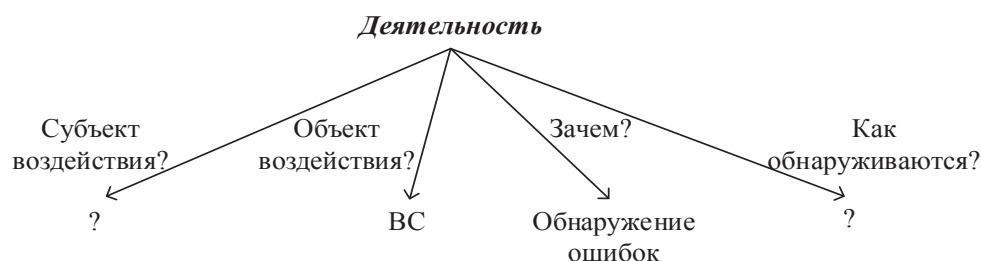 Деятельность
Субъект
воздействия?
Объект
воздействия?
Зачем?
Как
обнаруживаются?
?
ВС
Обнаружение
ошибок
?